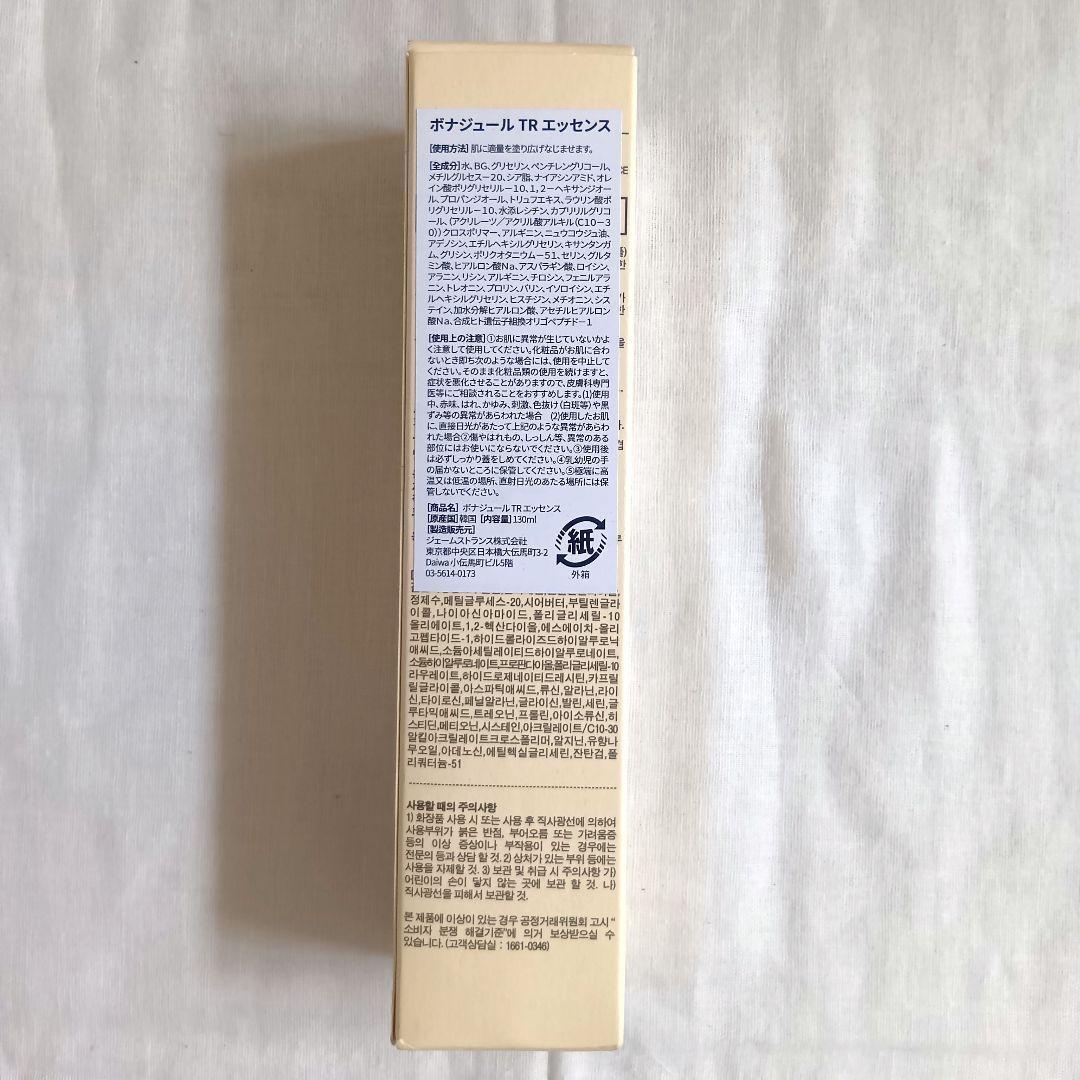 ボナジュール TR エッセンス
[使用方法] 肌に適量を塗り広げなじませます。
[全成分]水、BG、グリセリン、ペンチレングリコール、
メチルグルセス－20、シア脂、ナイアシンアミド、オレ
イン酸ポリグリセリル－10、1,2－ヘキサンジオー
ル、プロパンジオール、トリュフエキス、ラウリン酸ポ
リグリセリル－10、水添レシチン、カプリリルグリコ
ール、(アクリレーツ／アクリル酸アルキル(C10－3
0))クロスポリマー、アルギニン、ニュウコウジュ油、
アデノシン、エチルヘキシルグリセリン、キサンタンガ
ム、グリシン、ポリクオタニウム－51、セリン、グルタ
ミン酸、ヒアルロン酸Na、アスパラギン酸、ロイシン、
アラニン、リシン、アルギニン、チロシン、フェニルアラ
ニン、トレオニン、プロリン、バリン、イソロイシン、エチ
ルヘキシルグリセリン、ヒスチジン、メチオニン、シス
テイン、加水分解ヒアルロン酸、アセチルヒアルロン
酸Na、合成ヒト遺伝子組換オリゴペプチド－1
[使用上の注意]①お肌に異常が生じていないかよ
く注意して使用してください。化粧品がお肌に合わ
ないとき即ち次のような場合には、使用を中止して
ください。そのまま化粧品類の使用を続けますと、
症状を悪化させることがありますので、皮膚科専門
医等にご相談されることをおすすめします。(1)使用
中、赤味、はれ、かゆみ、刺激、色抜け(白斑等)や黒
ずみ等の異常があらわれた場合 (2)使用したお肌
に、直接日光があたって上記のような異常があらわ
れた場合②傷やはれもの、しっしん等、異常のある
部位にはお使いにならないでください。③使用後
は必ずしっかり蓋をしめてください。④乳幼児の手
の届かないところに保管してください。⑤極端に高
温又は低温の場所、直射日光のあたる場所には保
管しないでください。
[商品名] ボナジュール TR エッセンス
[原産国]韓国 [内容量]130ml
[製造販売元]
ジェームストランス株式会社
東京都中央区日本橋大伝馬町3-2
Daiwa 小伝馬町ビル5階
03-5614-0173
紙
外箱
정제수,메틸글루세스-20,시어버터,부틸렌글라
이콜,나이아신아마이드,폴리글리세릴-10
올리에이트,1,2-헥산다이올,에스에이치-올리
고펩타이드-1,하이드롤라이즈드하이알루로닉
애씨드,소듐아세틸레이티드하이알루로네이트,
소듐하이알루로네이트,프로판다이올,폴리글리세릴-10
라우레이트,하이드로제네이티드레시틴,카프릴
릴글라이콜,아스파틱애씨드,류신,알라닌,라이
신,타이로신,페닐알라닌,글라이신,발린,세린,글
루타믹애씨드,트레오닌,프롤린,아이소류신,히
스티딘,메티오닌,시스테인,아크릴레이트/C10-30
알킬아크릴레이트크로스폴리머,알지닌,유향나
무오일,아데노신,에틸헥실글리세린,잔탄검,폴
리쿼터늄-51
사용할 때의 주의사항
1) 화장품 사용 시 또는 사용 후 직사광선에 의하여
사용부위가 붉은 반점, 부어오름 또는 가려움증
등의 이상 증상이나 부작용이 있는 경우에는
전문의 등과 상담 할 것. 2) 상처가 있는 부위 등에는
사용을 자제할 것. 3) 보관 및 취급 시 주의사항 가)
어린이의 손이 닿지 않는 곳에 보관 할 것. 나)
직사광선을 피해서 보관할 것.
본 제품에 이상이 있는 경우 공정거래위원회 고시 "
소비자 분쟁 해결기준"에 의거 보상받으실 수
있습니다. (고객상담실 : 1661-0346)